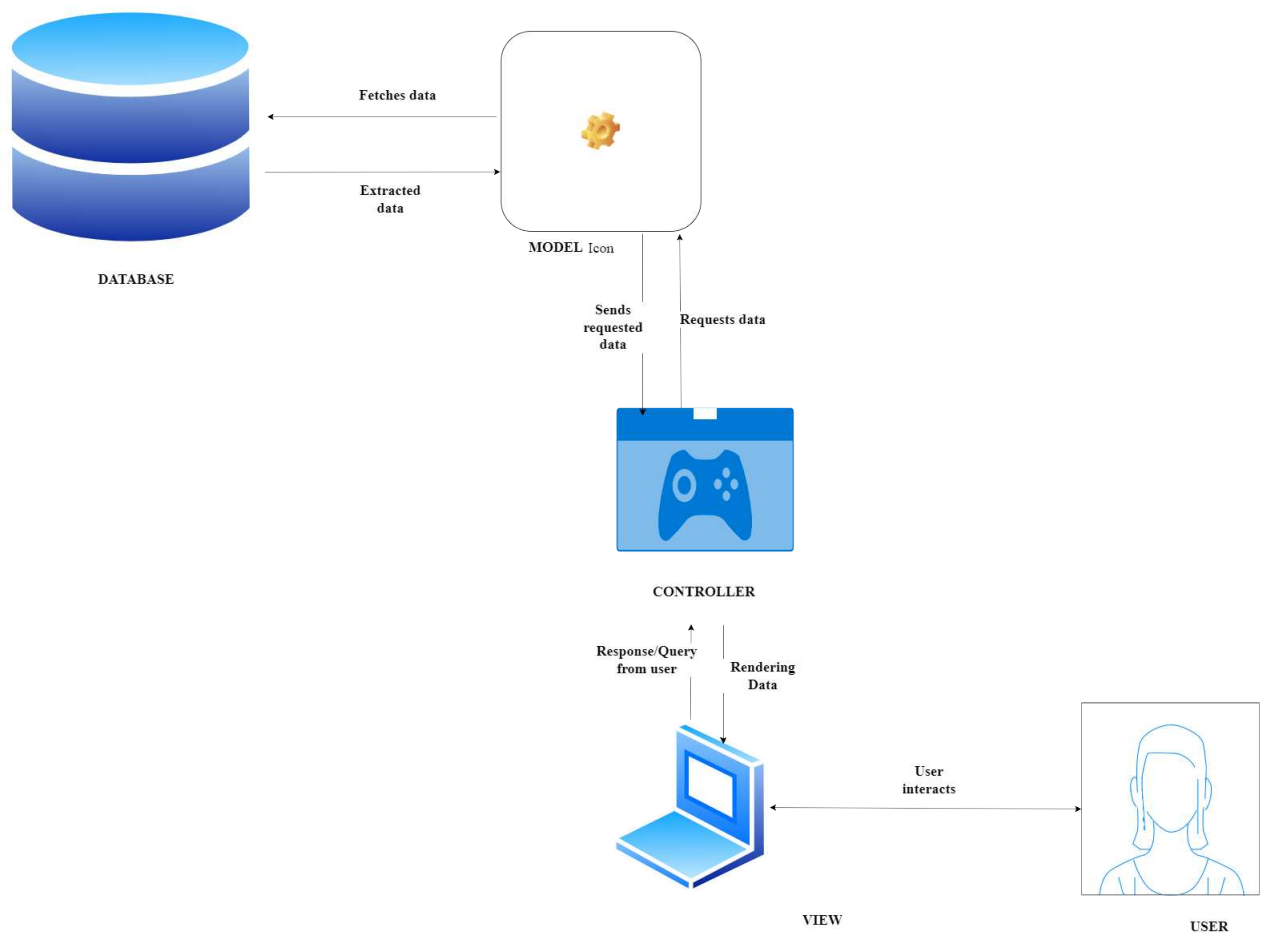 Fetches data
Extracted
data
MODEL Icon
DATABASE
Sends
requested
data
Requests data
CONTROLLER
Response/Query
from user
Rendering
Data
User
interacts
VIEW
USER